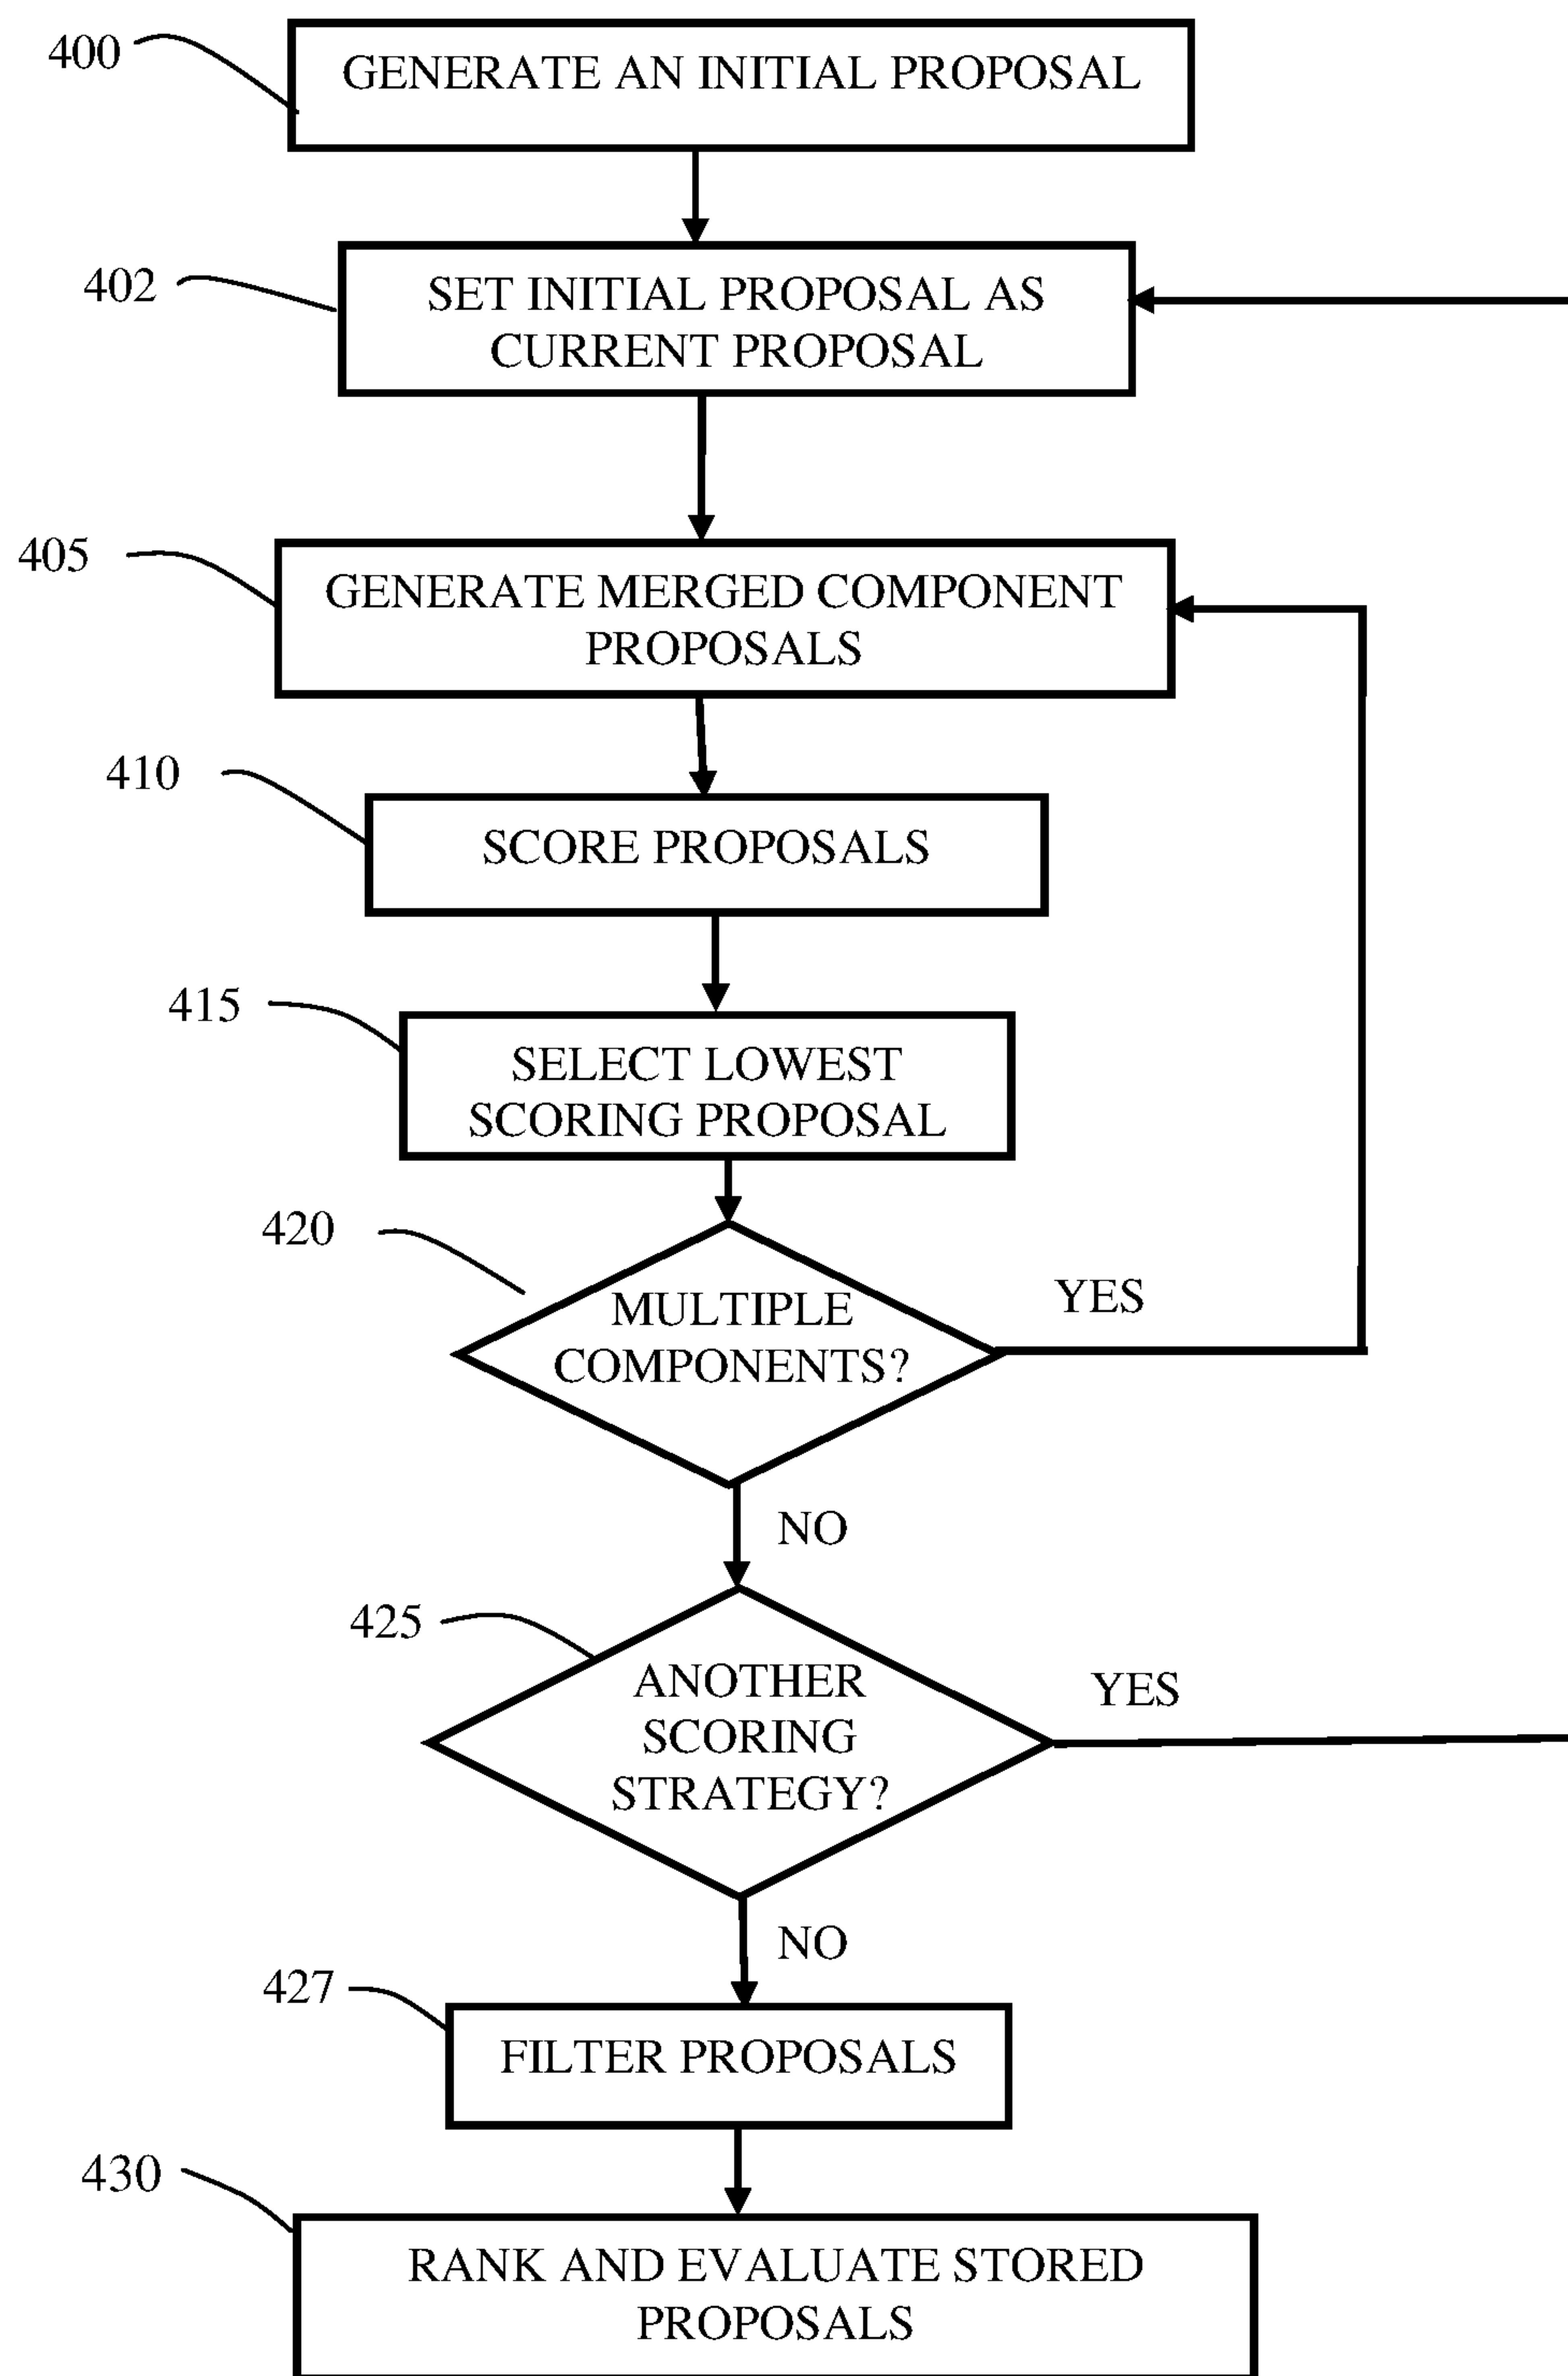 400
GENERATE AN INITIAL PROPOSAL
402
SET INITIAL PROPOSAL AS
CURRENT PROPOSAL
405
GENERATE MERGED COMPONENT
PROPOSALS
410
SCORE PROPOSALS
415
SELECT LOWEST
SCORING PROPOSAL
420
MULTIPLE
COMPONENTS?
YES
NO
425
ANOTHER
SCORING
STRATEGY?
YES
NO
427
FILTER PROPOSALS
430
RANK AND EVALUATE STORED
PROPOSALS